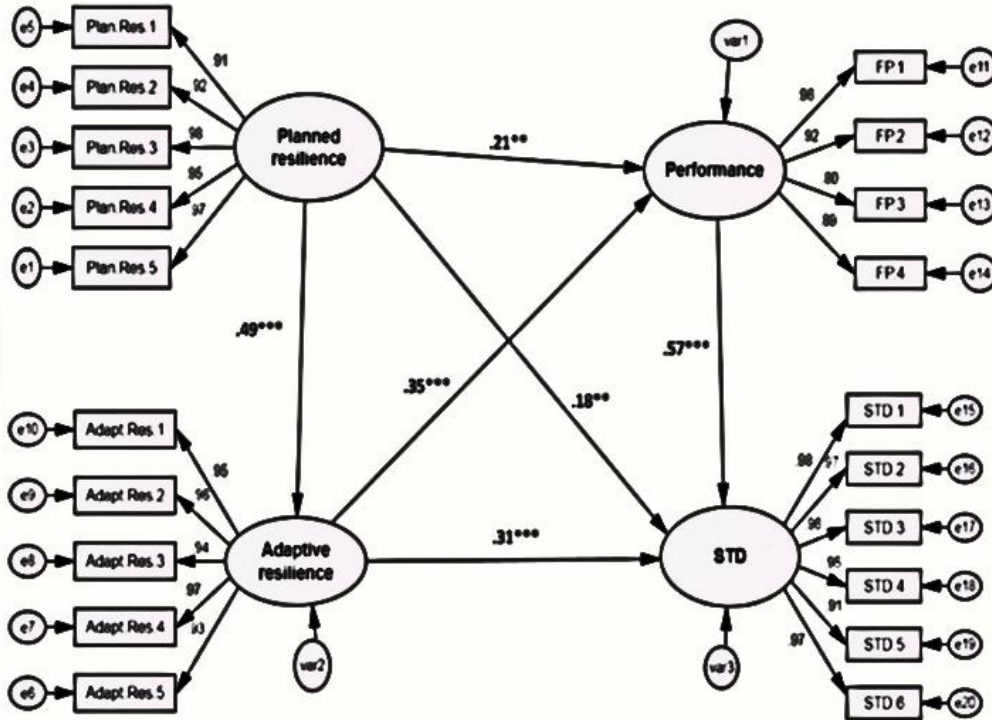 e5
Plan.Res.1
e4
Plan.Res.2
e3
Plan.Res.3
e2
Plan.Res.4
e1
Plan.Res.5
.91
.92
.98
.95
.97
Planned
resilience
.21**
var1
Performance
.98
.92
.80
.89
FP1
e11
FP2
e12
FP3
e13
FP4
e14
.49***
.35***
.18**
.57***
e10
Adapt.Res.1
e9
Adapt.Res.2
e8
Adapt.Res.3
e7
Adapt.Res.4
e6
Adapt.Res.5
.95
.96
.94
.97
.93
Adaptive
resilience
var2
.31***
STD
var3
.98
.97
.98
.95
.91
.97
STD 1
e15
STD 2
e16
STD 3
e17
STD 4
e18
STD 5
e19
STD 6
e20